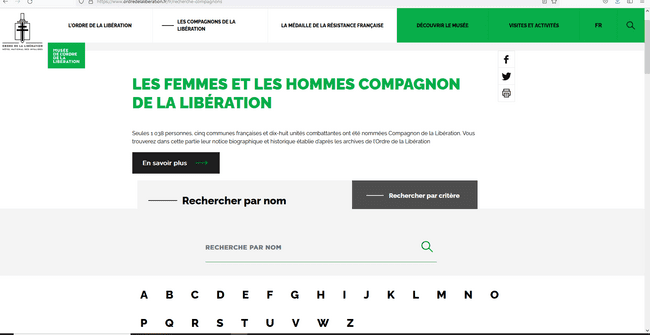 https://www.ordredelaliberation.fr/fr/recherche-compagnons
L'ORDRE DE LA LIBÉRATION
LES COMPAGNONS DE LA
LIBÉRATION
LA MÉDAILLE DE LA RÉSISTANCE FRANÇAISE
DÉCOUVRIR LE MUSÉE
VISITES ET ACTIVITÉS
FR
ORDRE DE LA LIBÉRATION
MUSÉE
DE L'ORDRE
DE LA
LIBÉRATION
LES FEMMES ET LES HOMMES COMPAGNON
DE LA LIBÉRATION
Seules 1 038 personnes, cinq communes françaises et dix-huit unités combattantes ont été nommées Compagnon de la Libération. Vous
trouverez dans cette partie leur notice biographique et historique établie d'après les archives de l'Ordre de la Libération
En savoir plus
Rechercher par nom
Rechercher par critère
RECHERCHE PAR NOM
A B C D E F G H I J K L M N O
P Q R S T U V W Z